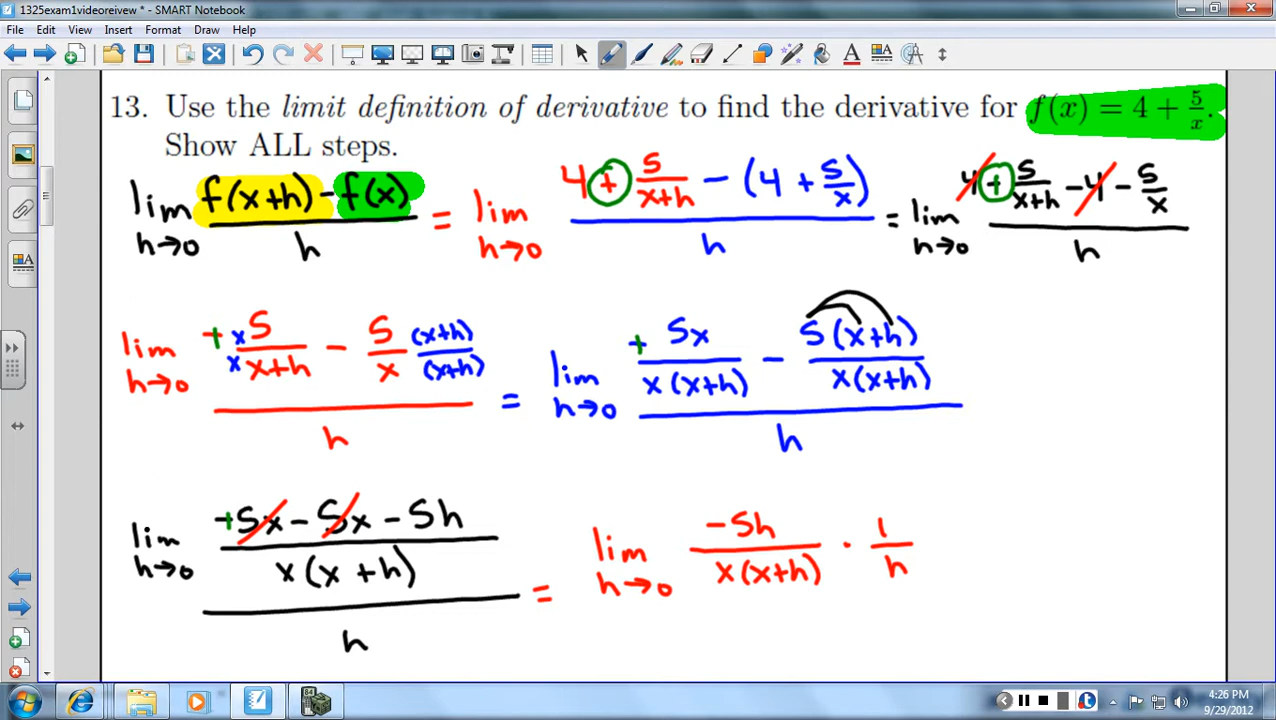 1325exam1videoreivew * - SMART Notebook
File Edit View Insert Format Draw Help
13. Use the limit definition of derivative to find the derivative for f(x) = 4 + 5/x.
Show ALL steps.
lim h→0 (f(x+h) - f(x))/h = lim h→0 (4 + 5/(x+h) - (4 + 5/x))/h = lim h→0 (4 + 5/(x+h) - 4 - 5/x)/h
lim h→0 (+ x/x 5/(x+h) - 5/x (x+h)/(x+h))/h = lim h→0 (+ 5x/(x(x+h)) - 5(x+h)/(x(x+h)))/h
lim h→0 ((+5x - 5x - 5h)/(x(x+h)))/h = lim h→0 -5h/(x(x+h)) · 1/h
4:26 PM
9/29/2012